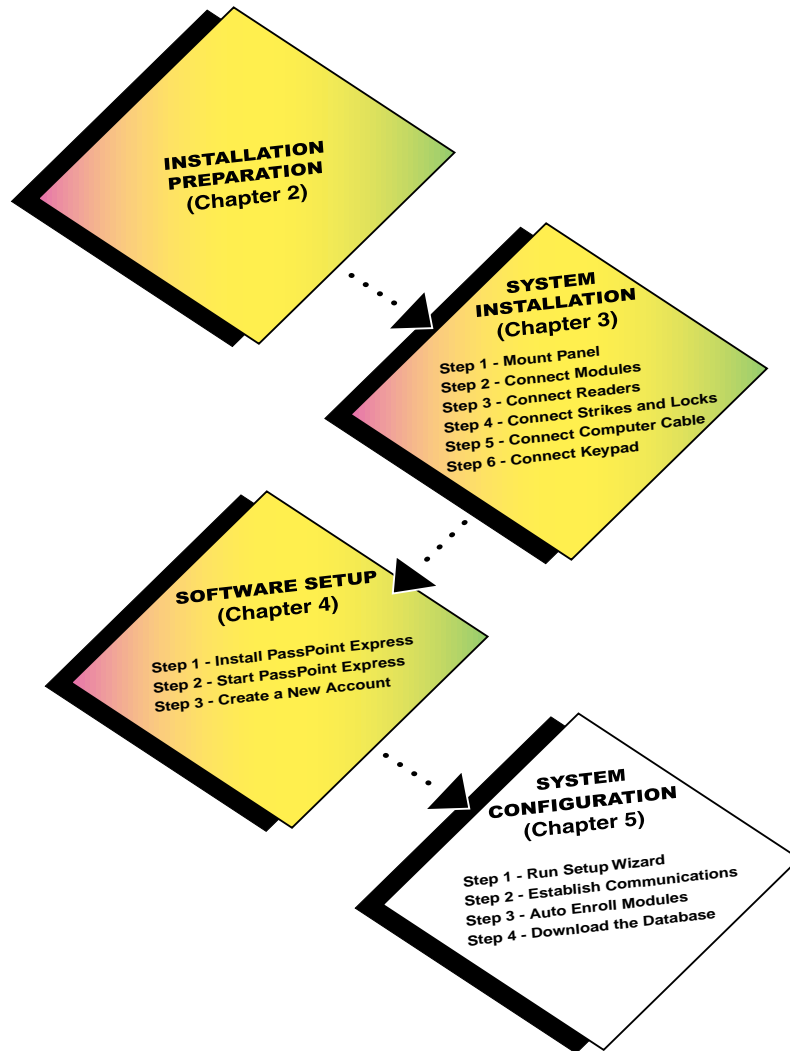 INSTALLATION
PREPARATION
(Chapter 2)
SYSTEM
INSTALLATION
(Chapter 3)
Step 1 - Mount Panel
Step 2 - Connect Modules
Step 3 - Connect Readers
Step 4 - Connect Strikes and Locks
Step 5 - Connect Computer Cable
Step 6 - Connect Keypad
SOFTWARE SETUP
(Chapter 4)
Step 1 - Install PassPoint Express
Step 2 - Start PassPoint Express
Step 3 - Create a New Account
SYSTEM
CONFIGURATION
(Chapter 5)
Step 1 - Run Setup Wizard
Step 2 - Establish Communications
Step 3 - Auto Enroll Modules
Step 4 - Download the Database